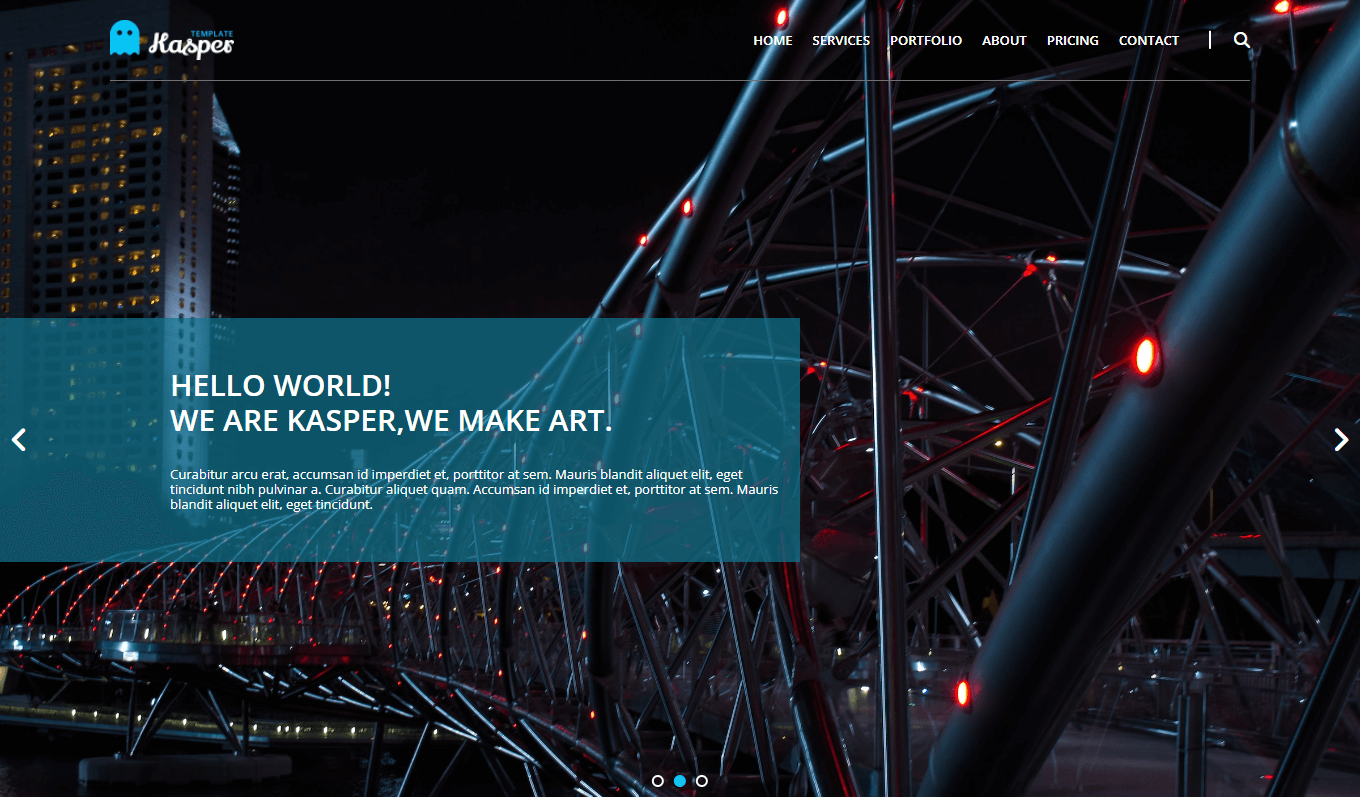 TEMPLATE
Kasper
HOME SERVICES PORTFOLIO ABOUT PRICING CONTACT
HELLO WORLD!
WE ARE KASPER,WE MAKE ART.
Curabitur arcu erat, accumsan id imperdiet et, porttitor at sem. Mauris blandit aliquet elit, eget
tincidunt nibh pulvinar a. Curabitur aliquet quam. Accumsan id imperdiet et, porttitor at sem. Mauris
blandit aliquet elit, eget tincidunt.